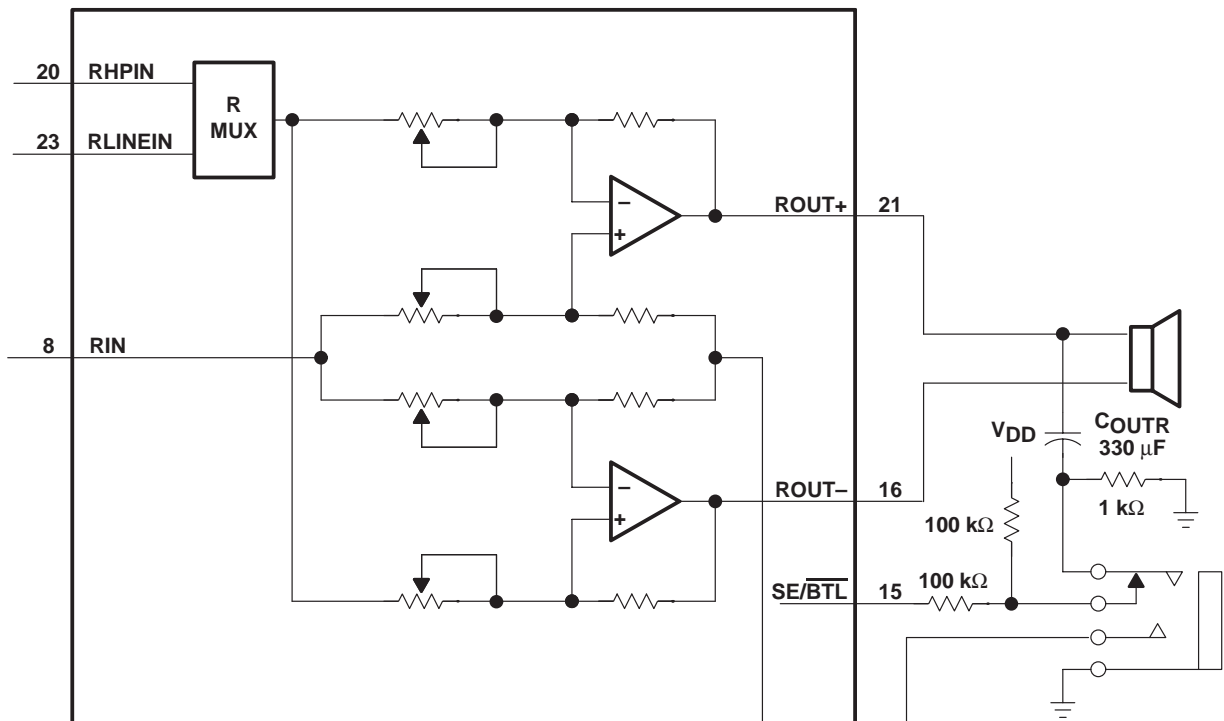 20 RHPIN
R
MUX
23 RLINEIN
−
+
ROUT+ 21
8 RIN
VDD
COUTR
330 μF
−
+
ROUT− 16
1 kΩ
100 kΩ
SE/BTL 15
100 kΩ